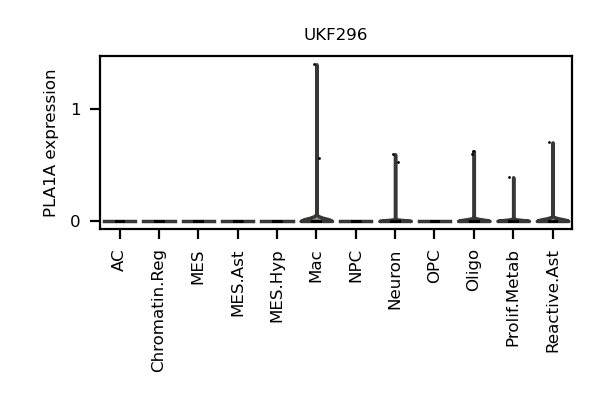 UKF296
PLA1A expression
1
0
AC
Chromatin.Reg
MES
MES.Ast
MES.Hyp
Mac
NPC
Neuron
OPC
Oligo
Prolif.Metab
Reactive.Ast